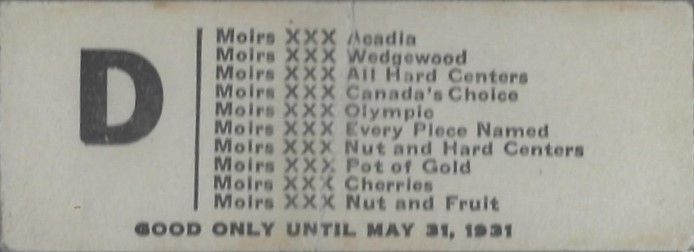 D
Moirs XXX Acadia
Moirs XXX Wedgewood
Moirs XXX All Hard Centers
Moirs XXX Canada's Choice
Moirs XXX Olympic
Moirs XXX Every Piece Named
Moirs XXX Nut and Hard Centers
Moirs XXX Pot of Gold
Moirs XXX Cherries
Moirs XXX Nut and Fruit
GOOD ONLY UNTIL MAY 31, 1931